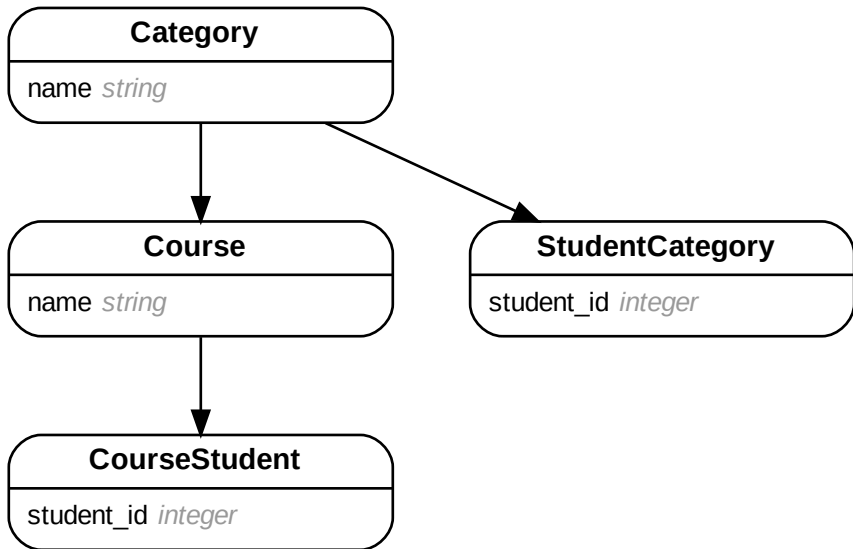 Category
name string
Course
name string
StudentCategory
student_id integer
CourseStudent
student_id integer